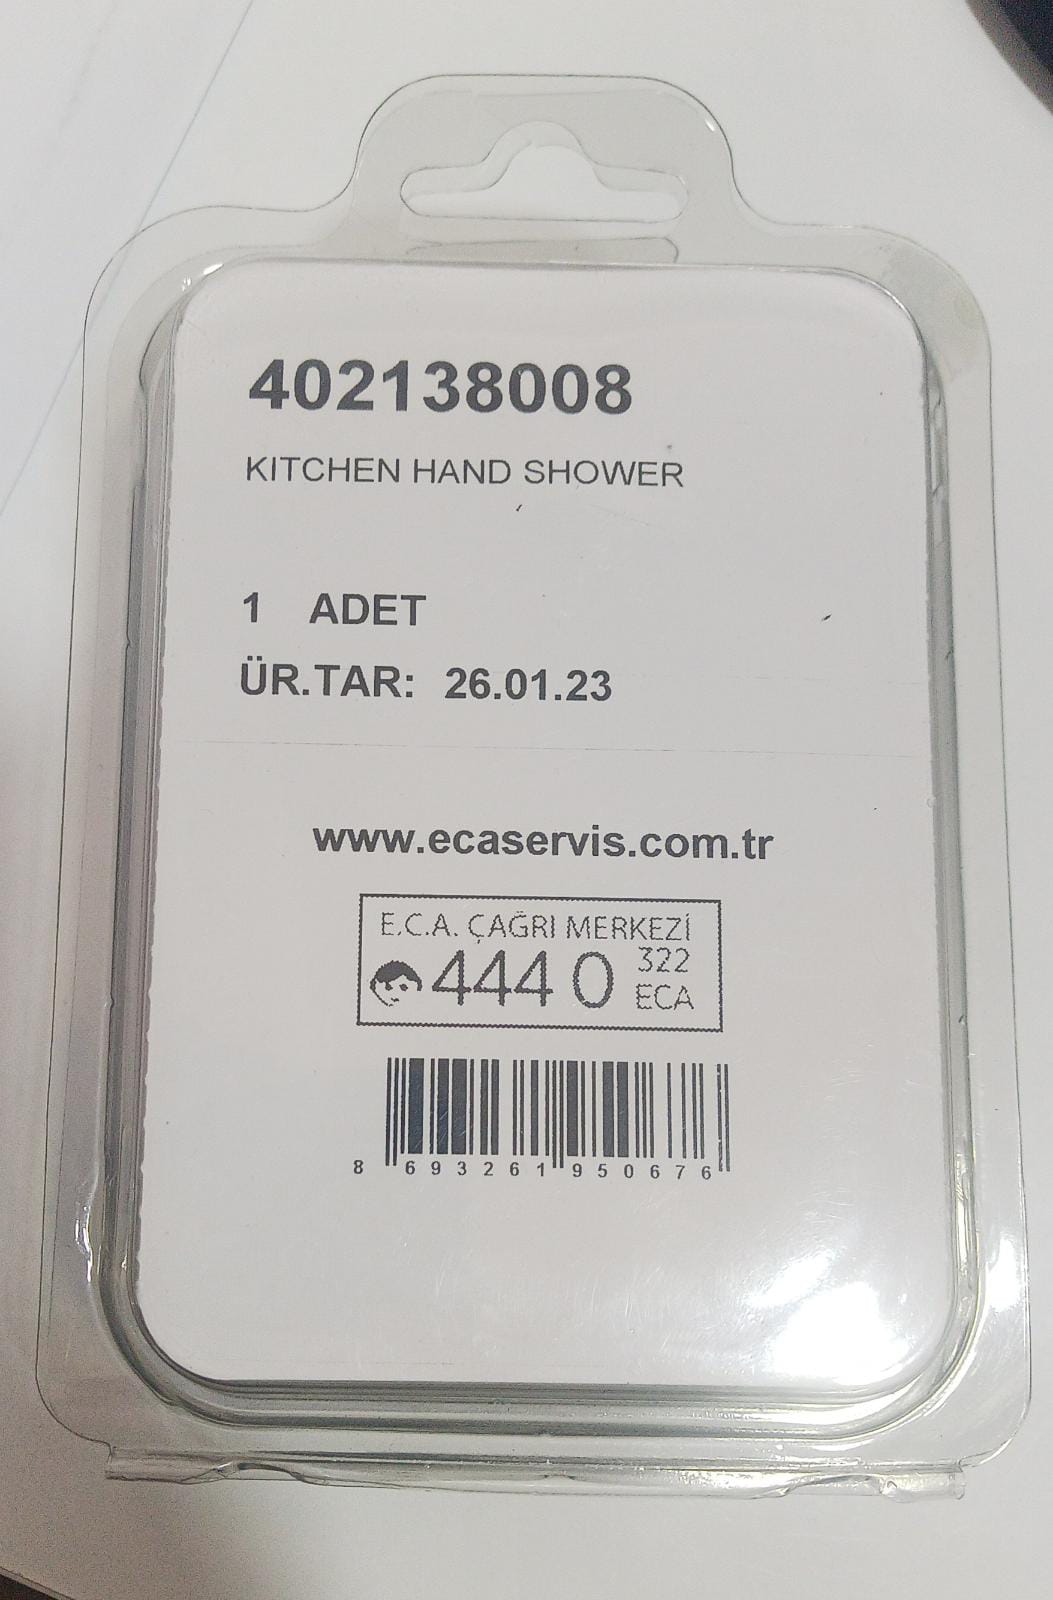 402138008
KITCHEN HAND SHOWER
1 ADET
ÜR.TAR: 26.01.23
www.ecaservis.com.tr
E.C.A. ÇAĞRI MERKEZİ
444 0 322
ECA
8 693261 950676